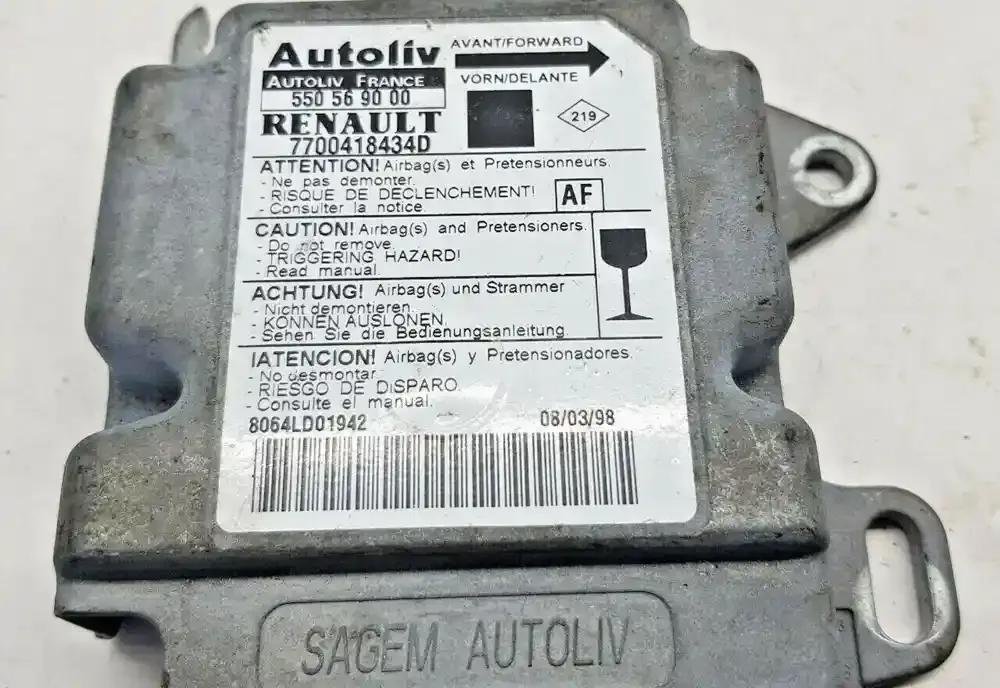 Autoliv
AUTOLIV FRANCE
550 56 90 00
RENAULT
7700418434D
AVANT/FORWARD
VORN/DELANTE
219
ATTENTION! Airbag(s) et Pretensionneurs.
- Ne pas demonter.
- RISQUE DE DECLENCHEMENT!
- Consulter la notice.
AF
CAUTION! Airbag(s) and Pretensioners.
- Do not remove.
- TRIGGERING HAZARD!
- Read manual.
ACHTUNG! Airbag(s) und Strammer
- Nicht demontieren.
- KONNEN AUSLONEN.
- Sehen Sie die Bedienungsanleitung.
IATENCION! Airbag(s) y Pretensionadores.
- No desmontar
- RIESGO DE DISPARO.
- Consulte el manual.
8064LD01942
08/03/98
SAGEM AUTOLIV